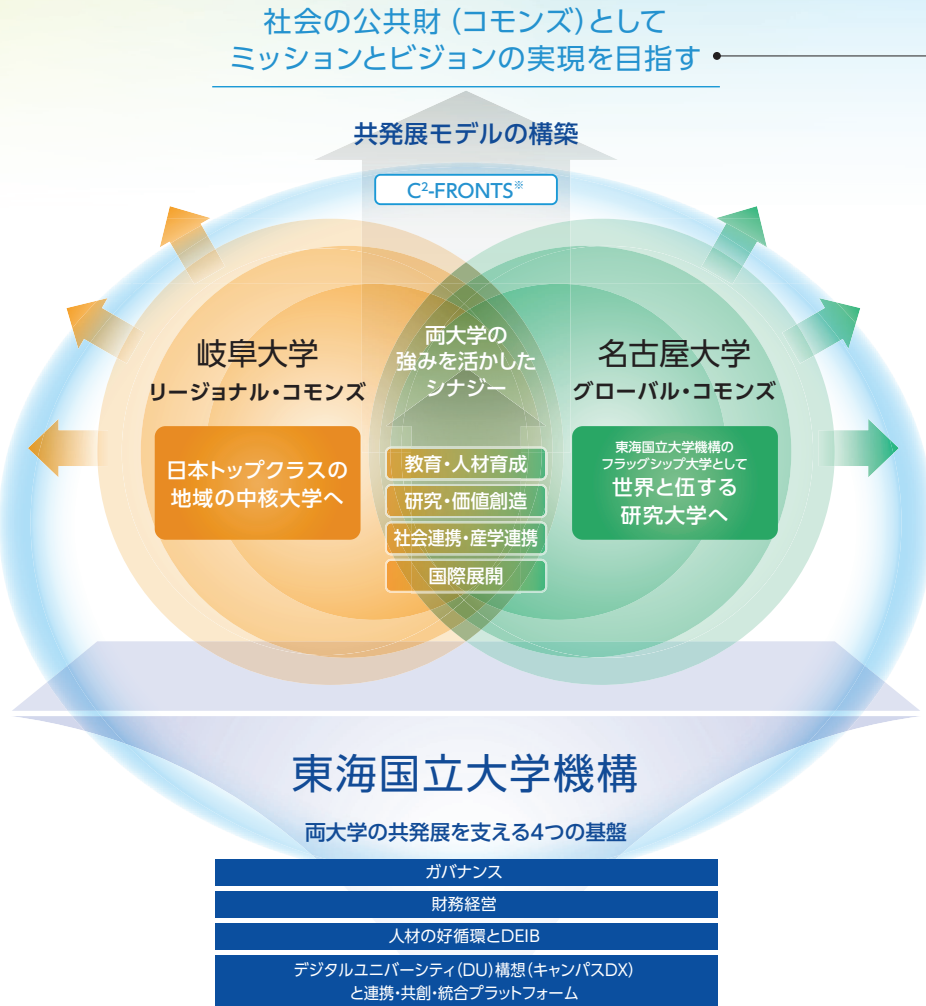 社会の公共財（コモンズ）として
ミッションとビジョンの実現を目指す
共発展モデルの構築
C²-FRONTS※
岐阜大学
リージョナル・コモンズ
日本トップクラスの
地域の中核大学へ
両大学の
強みを活かした
シナジー
教育・人材育成
研究・価値創造
社会連携・産学連携
国際展開
名古屋大学
グローバル・コモンズ
東海国立大学機構の
フラッグシップ大学として
世界と伍する
研究大学へ
東海国立大学機構
両大学の共発展を支える4つの基盤
ガバナンス
財務経営
人材の好循環とDEIB
デジタルユニバーシティ（DU）構想（キャンパスDX）
と連携・共創・統合プラットフォーム